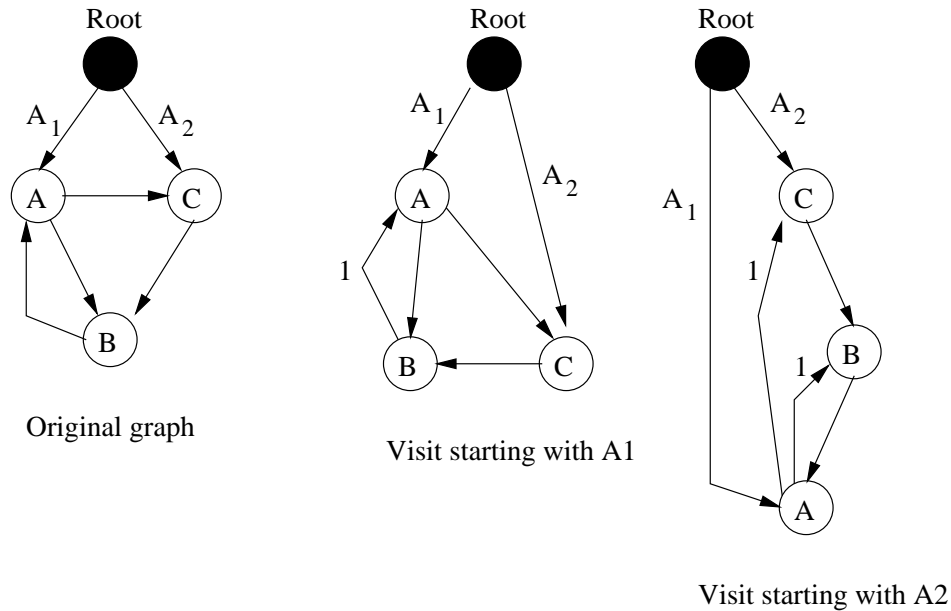 Root
A1
A2
A
C
B
Original graph
Root
A1
A2
A
1
B
C
Visit starting with A1
Root
A2
A1
C
1
1
B
A
Visit starting with A2